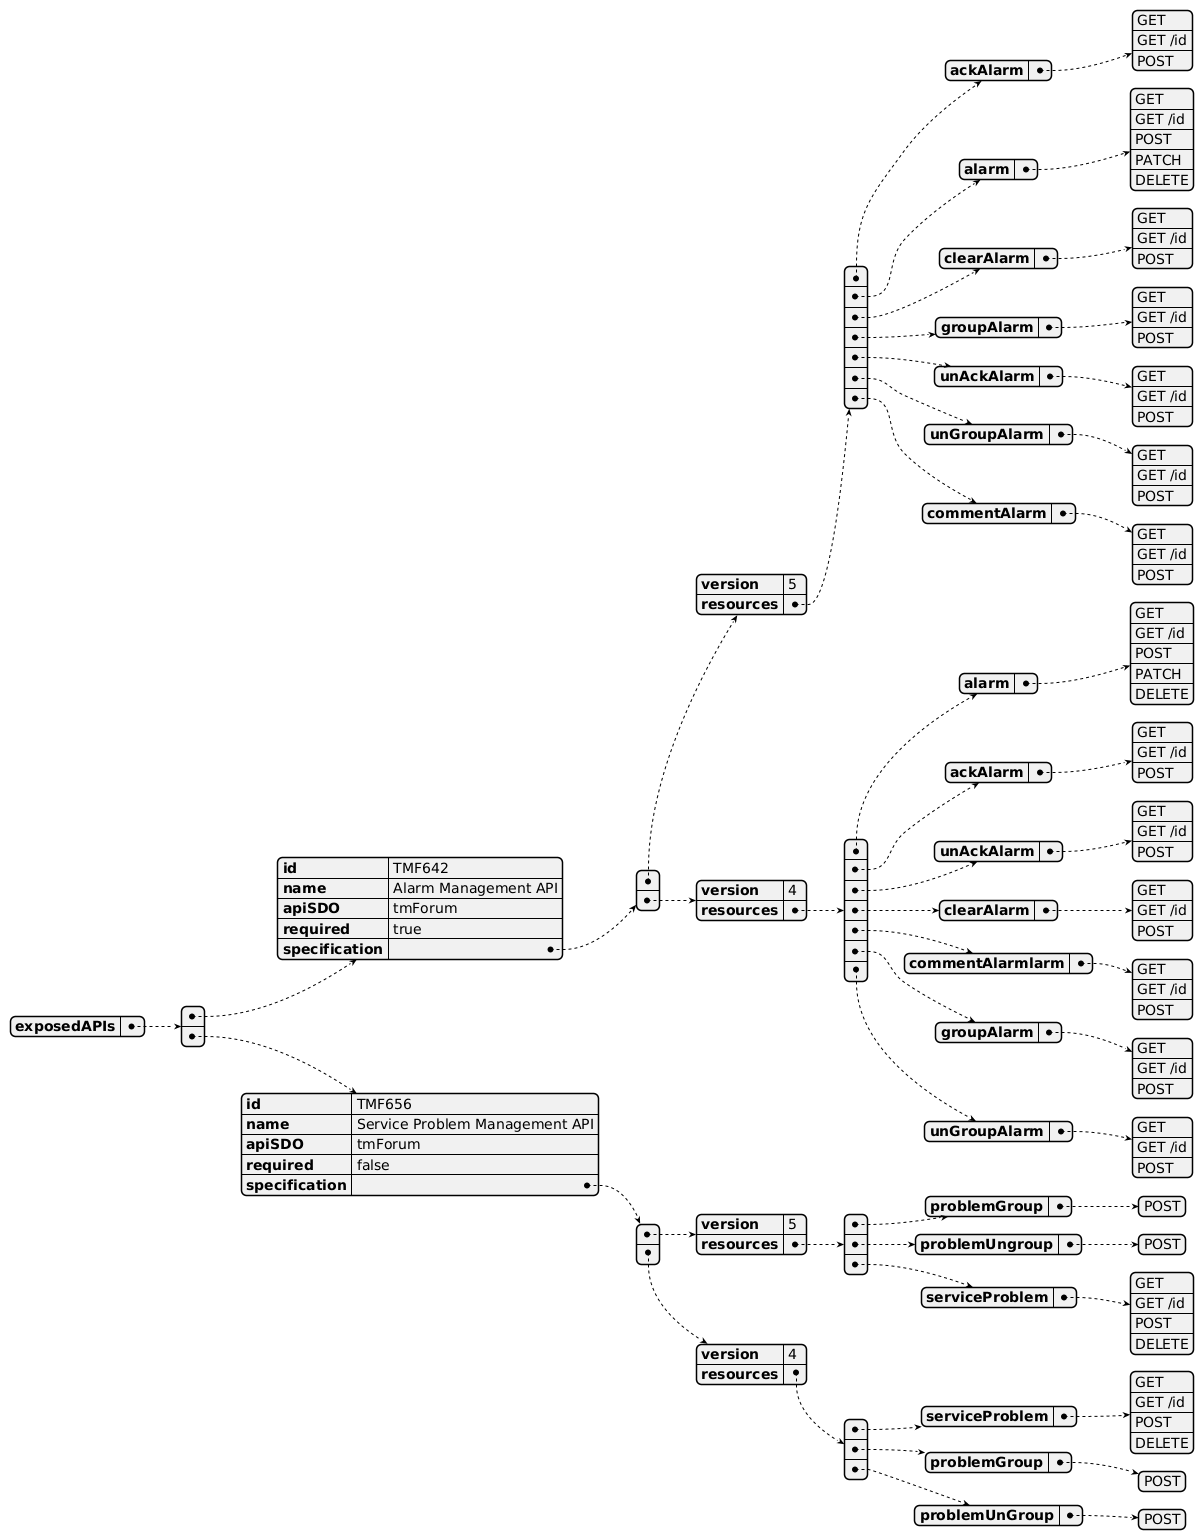 GET
GET /id
POST
ackAlarm
GET
GET /id
POST
PATCH
DELETE
alarm
GET
GET /id
POST
clearAlarm
GET
GET /id
POST
groupAlarm
GET
GET /id
POST
unAckAlarm
GET
GET /id
POST
unGroupAlarm
GET
GET /id
POST
commentAlarm
version 5
resources
GET
GET /id
POST
PATCH
DELETE
alarm
GET
GET /id
POST
ackAlarm
GET
GET /id
POST
unAckAlarm
GET
GET /id
POST
clearAlarm
GET
GET /id
POST
commentAlarmlarm
GET
GET /id
POST
groupAlarm
GET
GET /id
POST
unGroupAlarm
version 4
resources
id TMF642
name Alarm Management API
apiSDO tmForum
required true
specification
exposedAPIs
id TMF656
name Service Problem Management API
apiSDO tmForum
required false
specification
version 5
resources
problemGroup
POST
problemUngroup
POST
serviceProblem
GET
GET /id
POST
DELETE
version 4
resources
serviceProblem
GET
GET /id
POST
DELETE
problemGroup
POST
problemUnGroup
POST